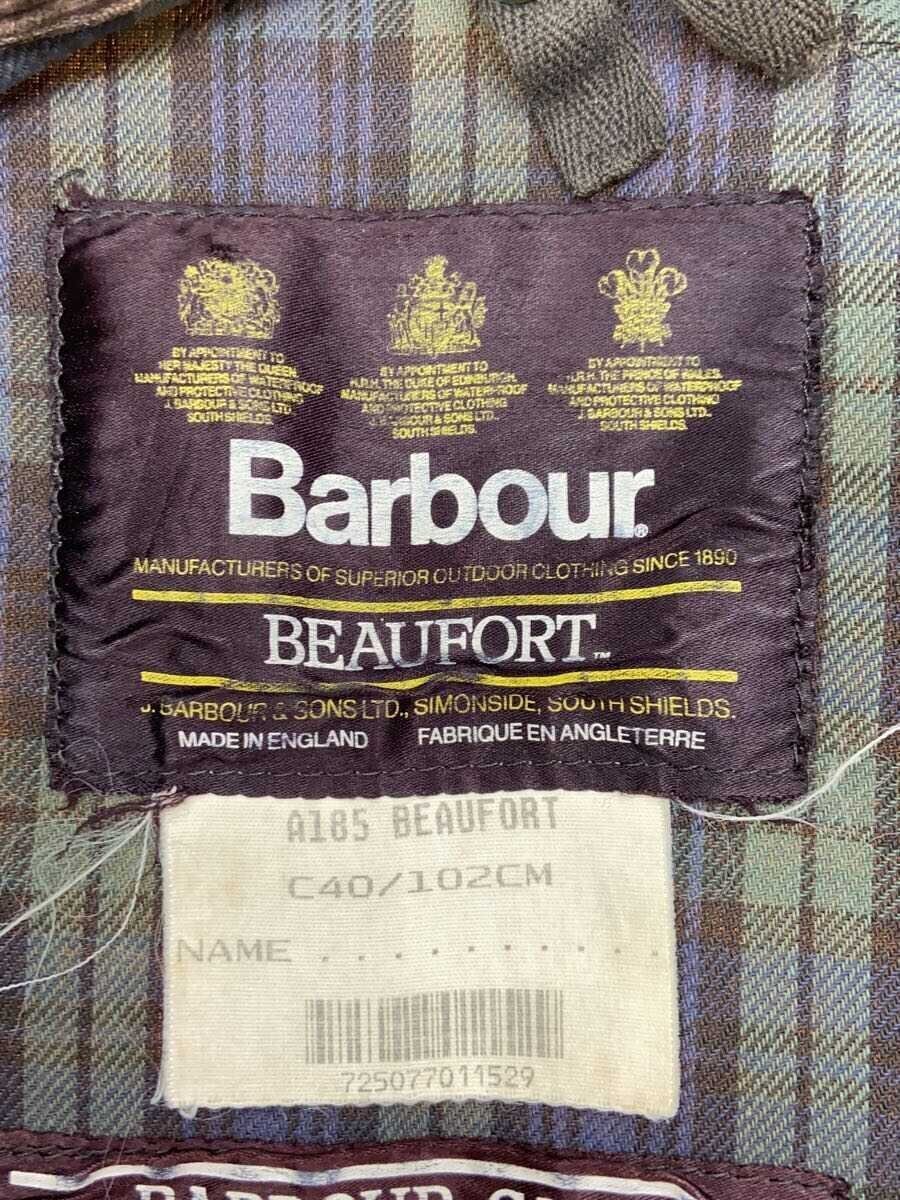 BY APPOINTMENT TO
HER MAJESTY THE QUEEN
MANUFACTURERS OF WATERPROOF
AND PROTECTIVE CLOTHING
J. BARBOUR & SONS LTD.
SOUTH SHIELDS.
BY APPOINTMENT TO
H.R.H. THE DUKE OF EDINBURGH
MANUFACTURERS OF WATERPROOF
AND PROTECTIVE CLOTHING
J. BARBOUR & SONS LTD.
SOUTH SHIELDS.
BY APPOINTMENT TO
H.R.H. THE PRINCE OF WALES
MANUFACTURERS OF WATERPROOF
AND PROTECTIVE CLOTHING
J. BARBOUR & SONS LTD.,
SOUTH SHIELDS.
Barbour®
MANUFACTURERS OF SUPERIOR OUTDOOR CLOTHING SINCE 1890
BEAUFORT™
J. BARBOUR & SONS LTD., SIMONSIDE, SOUTH SHIELDS.
MADE IN ENGLAND FABRIQUE EN ANGLETERRE
A185 BEAUFORT
C40/102CM
NAME ...........
725077011529
BARBOUR